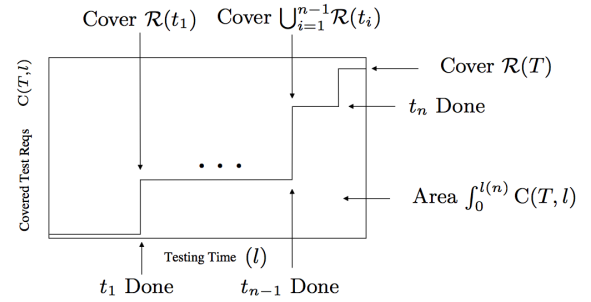 Cover ℛ(t₁)
Cover ⋃ⁿ⁻¹ᵢ₌₁ ℛ(tᵢ)
Cover ℛ(T)
tₙ Done
Covered Test Reqs C(T,l)
• • •
Area ∫₀^{l(n)} C(T, l)
Testing Time (l)
t₁ Done
tₙ₋₁ Done